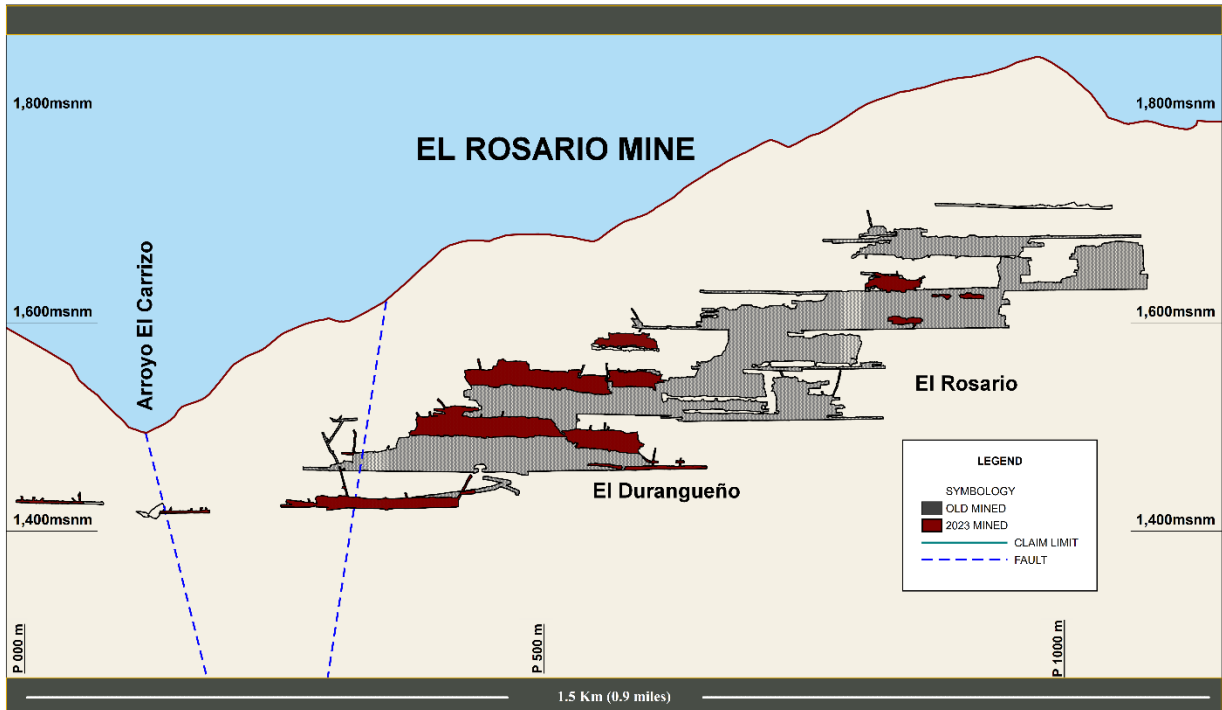 1,800msnm
1,800msnm
EL ROSARIO MINE
Arroyo El Carrizo
1,600msnm
1,600msnm
El Rosario
El Durangueño
LEGEND
SYMBOLOGY
OLD MINED
2023 MINED
CLAIM LIMIT
FAULT
1,400msnm
1,400msnm
P 000 m
P 500 m
P 1000 m
1.5 Km (0.9 miles)